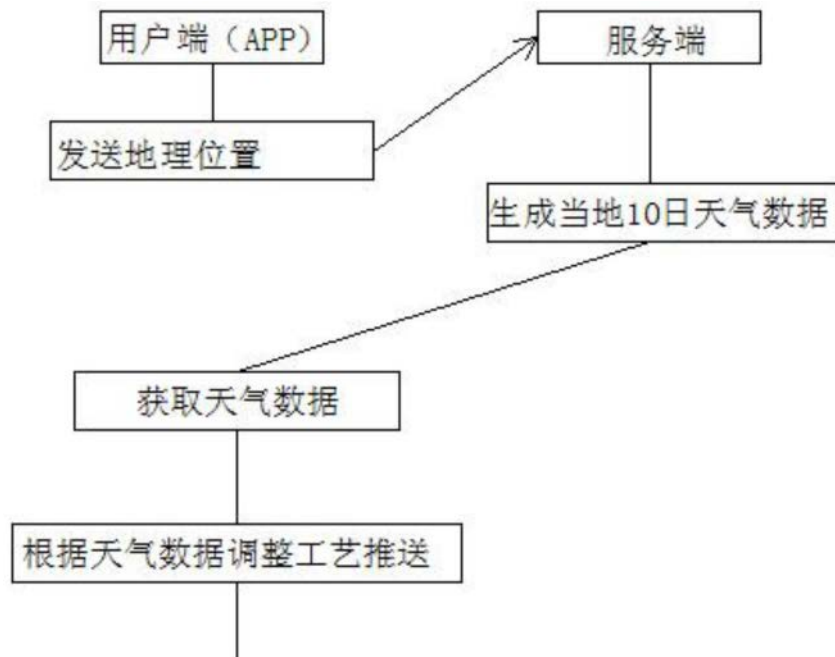 用户端（APP）
服务端
发送地理位置
生成当地10日天气数据
获取天气数据
根据天气数据调整工艺推送